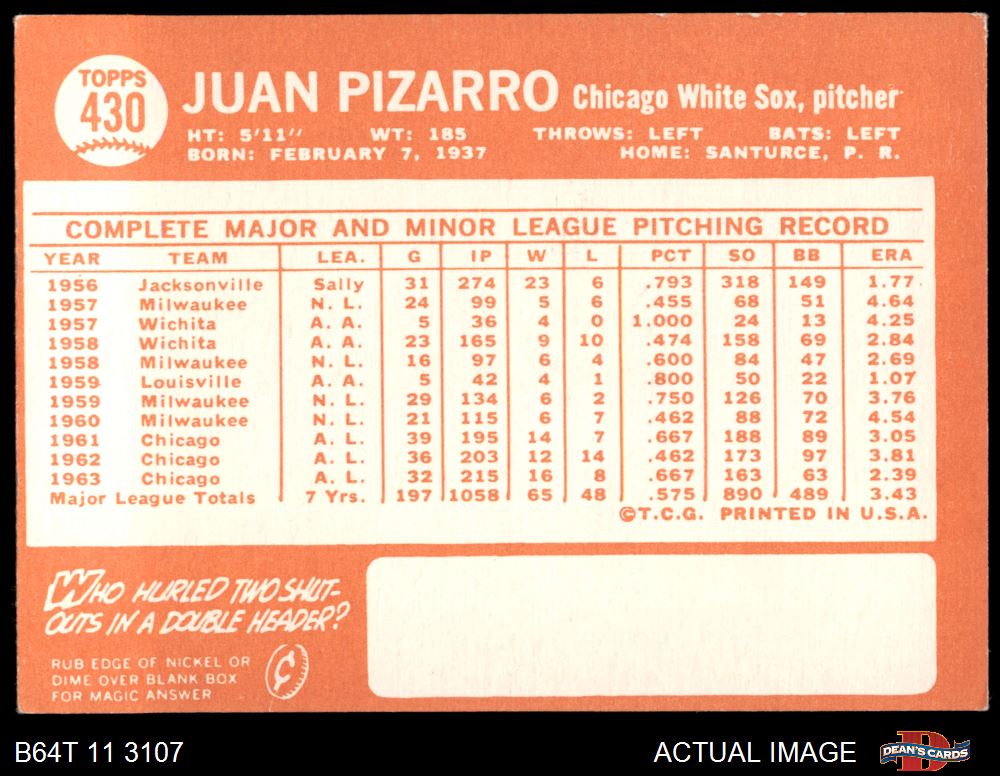 TOPPS
430
JUAN PIZARRO Chicago White Sox, pitcher
HT: 5'11" WT: 185 THROWS: LEFT BATS: LEFT
BORN: FEBRUARY 7, 1937 HOME: SANTURCE, P. R.
COMPLETE MAJOR AND MINOR LEAGUE PITCHING RECORD
YEAR TEAM LEA. G IP W L PCT SO BB ERA
1956 Jacksonville Sally 31 274 23 6 .793 318 149 1.77
1957 Milwaukee N. L. 24 99 5 6 .455 68 51 4.64
1957 Wichita A. A. 5 36 4 0 1.000 24 13 4.25
1958 Wichita A. A. 23 165 9 10 .474 158 69 2.84
1958 Milwaukee N. L. 16 97 6 4 .600 84 47 2.69
1959 Louisville A. A. 5 42 4 1 .800 50 22 1.07
1959 Milwaukee N. L. 29 134 6 2 .750 126 70 3.76
1960 Milwaukee N. L. 21 115 6 7 .462 88 72 4.54
1961 Chicago A. L. 39 195 14 7 .667 188 89 3.05
1962 Chicago A. L. 36 203 12 14 .462 173 97 3.81
1963 Chicago A. L. 32 215 16 8 .667 163 63 2.39
Major League Totals 7 Yrs. 197 1058 65 48 .575 890 489 3.43
©T.C.G. PRINTED IN U.S.A.
WHO HURLED TWO SHUT-
OUTS IN A DOUBLE HEADER?
RUB EDGE OF NICKEL OR
DIME OVER BLANK BOX
FOR MAGIC ANSWER
¢
B64T 11 3107 ACTUAL IMAGE
D
DEAN'S CARDS